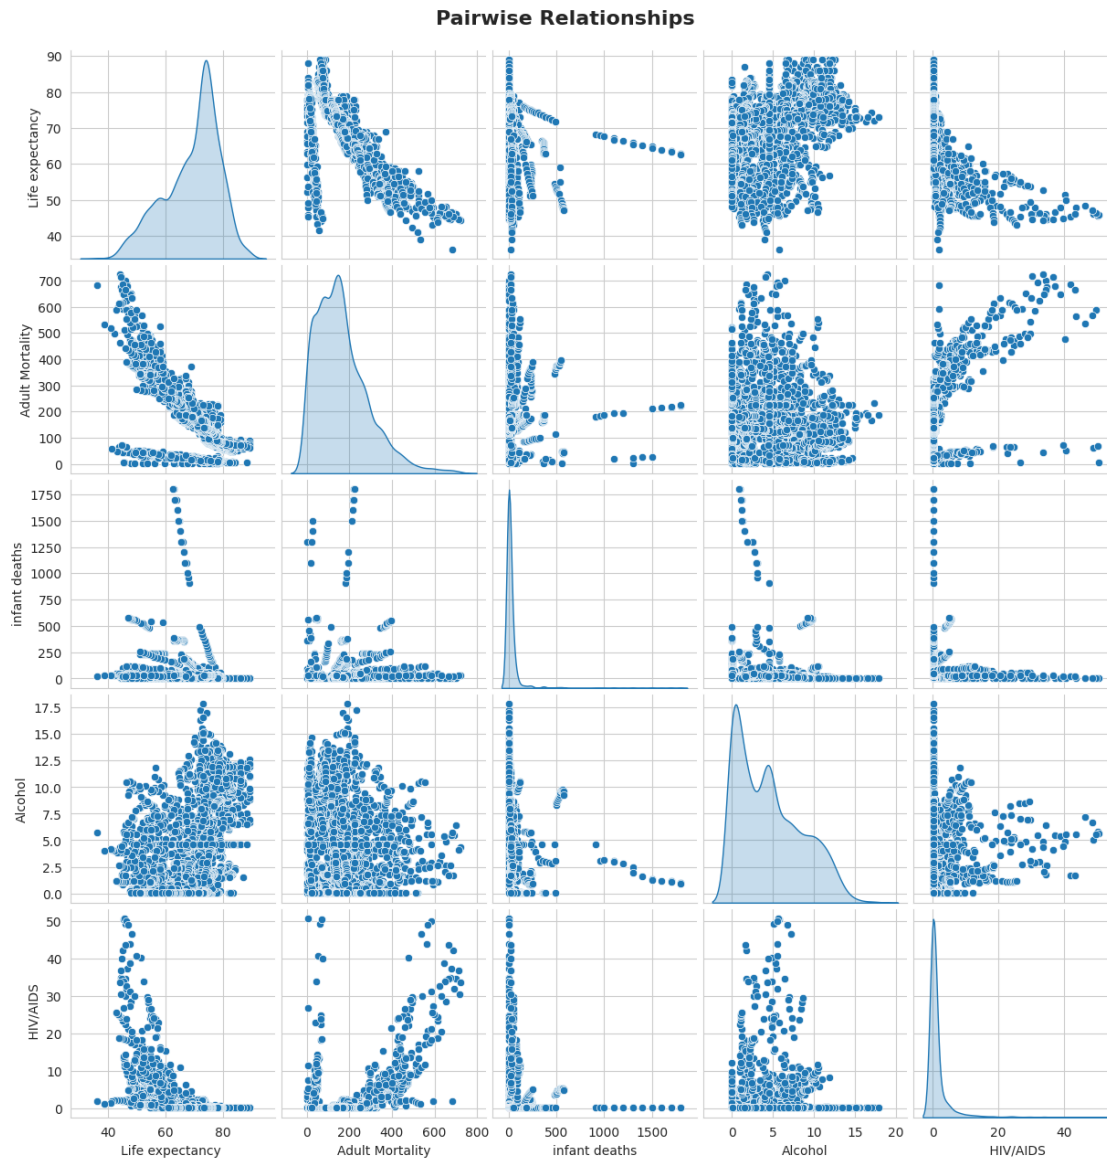 Pairwise Relationships
Life expectancy
90
80
70
60
50
40
Adult Mortality
700
600
500
400
300
200
100
0
infant deaths
1750
1500
1250
1000
750
500
250
0
Alcohol
17.5
15.0
12.5
10.0
7.5
5.0
2.5
0.0
HIV/AIDS
50
40
30
20
10
0
40 60 80
0 200 400 600 800
0 500 1000 1500
0 5 10 15 20
0 20 40
Life expectancy
Adult Mortality
infant deaths
Alcohol
HIV/AIDS